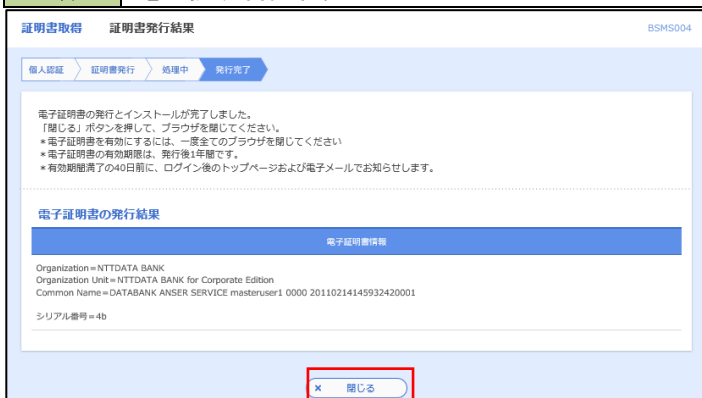 証明書取得 証明書発行結果 BSMS004
個人認証 証明書発行 処理中 発行完了
電子証明書の発行とインストールが完了しました。
「閉じる」ボタンを押して、ブラウザを閉じてください。
＊電子証明書を有効にするには、一度全てのブラウザを閉じてください
＊電子証明書の有効期限は、発行後1年間です。
＊有効期間満了の40日前に、ログイン後のトップページおよび電子メールでお知らせします。
電子証明書の発行結果
電子証明書情報
Organization=NTTDATA BANK
Organization Unit=NTTDATA BANK for Corporate Edition
Common Name=DATABANK ANSER SERVICE masteruser1 0000 20110214145932420001
シリアル番号=4b
× 閉じる